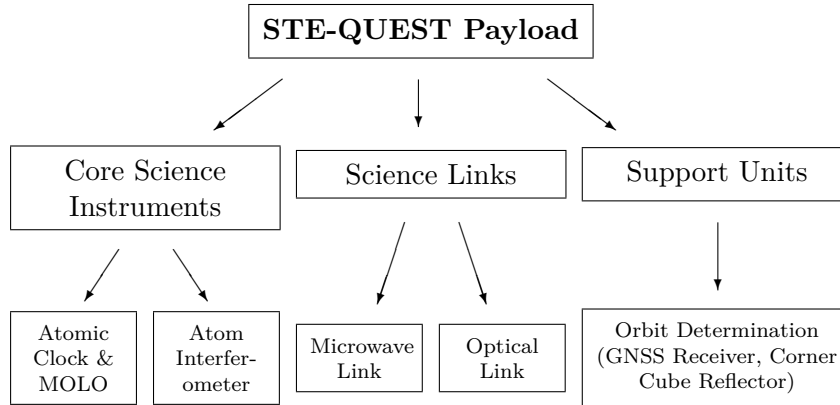 STE-QUEST Payload
Core Science
Instruments
Science Links
Support Units
Atomic
Clock &
MOLO
Atom
Interfer-
ometer
Microwave
Link
Optical
Link
Orbit Determination
(GNSS Receiver, Corner
Cube Reflector)